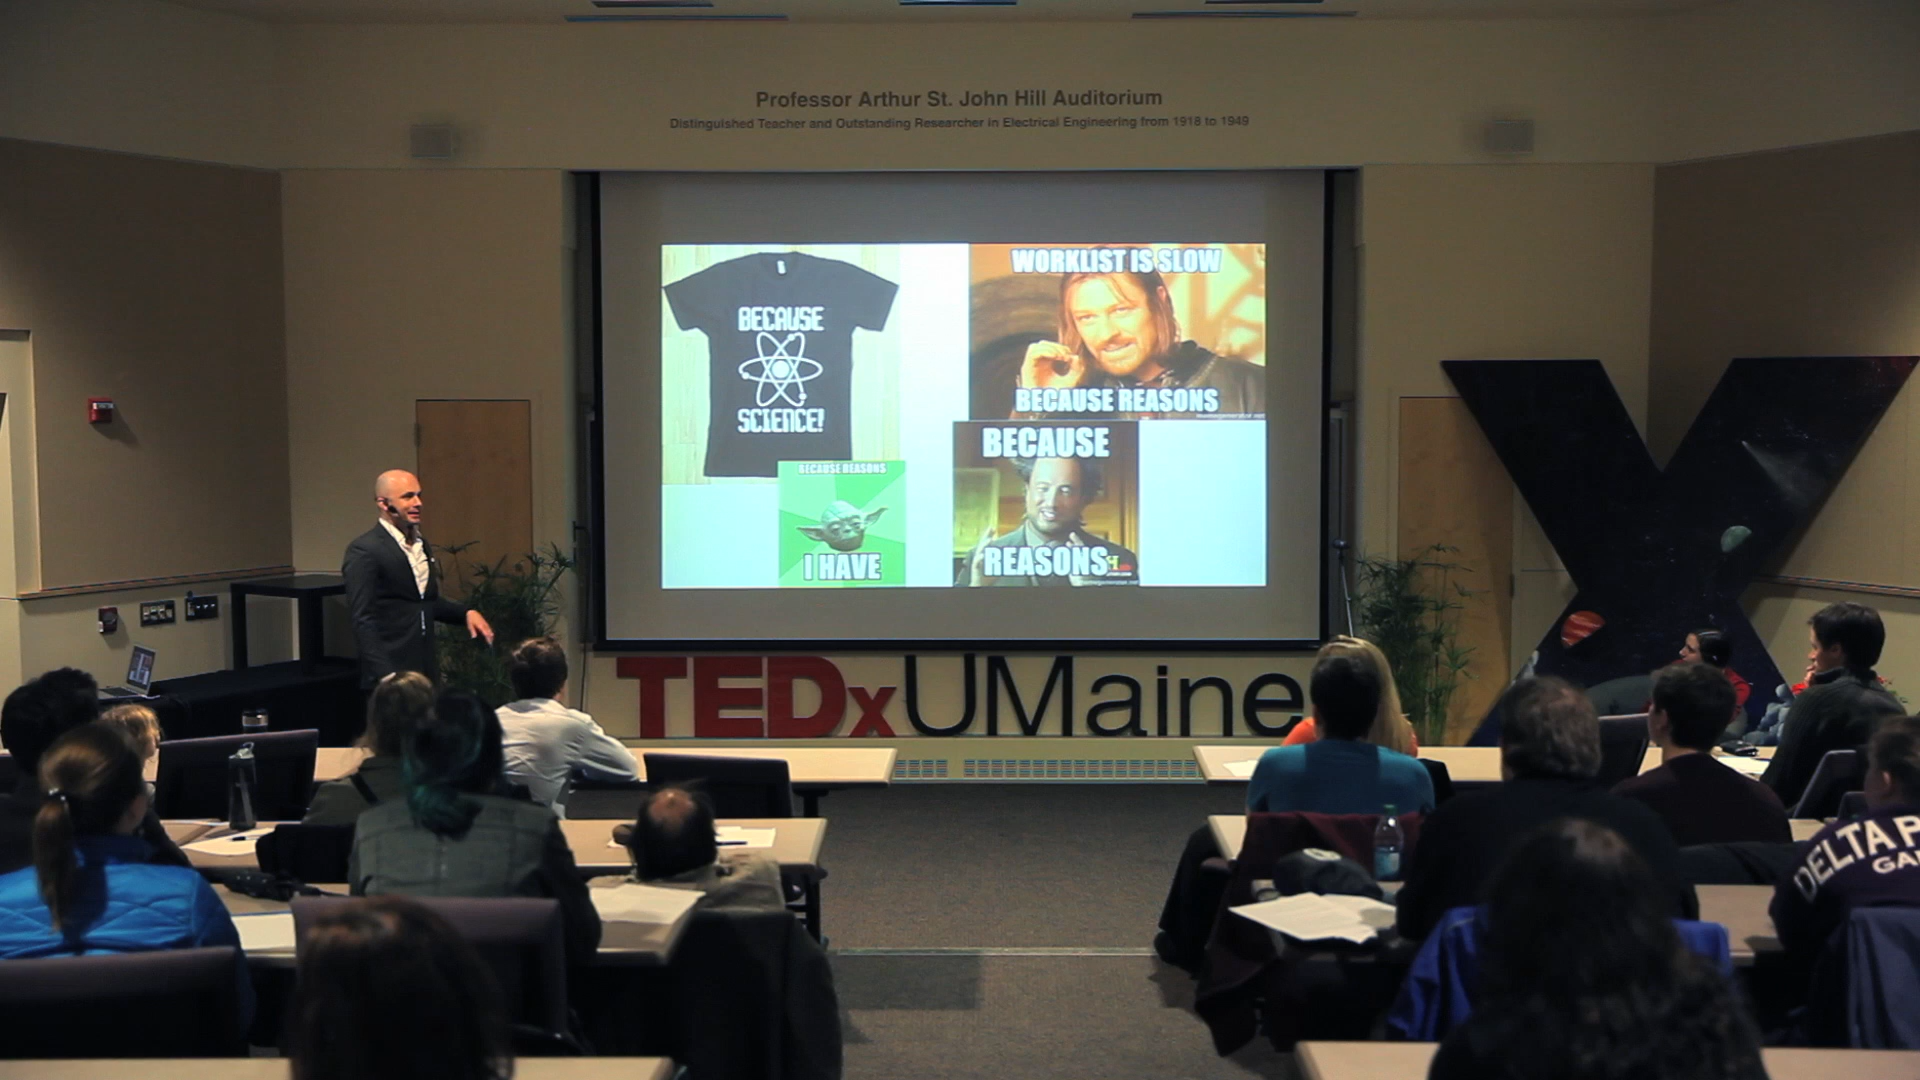 Professor Arthur St. John Hill Auditorium
Distinguished Teacher and Outstanding Researcher in Electrical Engineering from 1918 to 1949
BECAUSE
SCIENCE!
WORKLIST IS SLOW
BECAUSE REASONS
BECAUSE REASONS
I HAVE
BECAUSE
REASONS
TEDxUMaine
DELTA P
GA